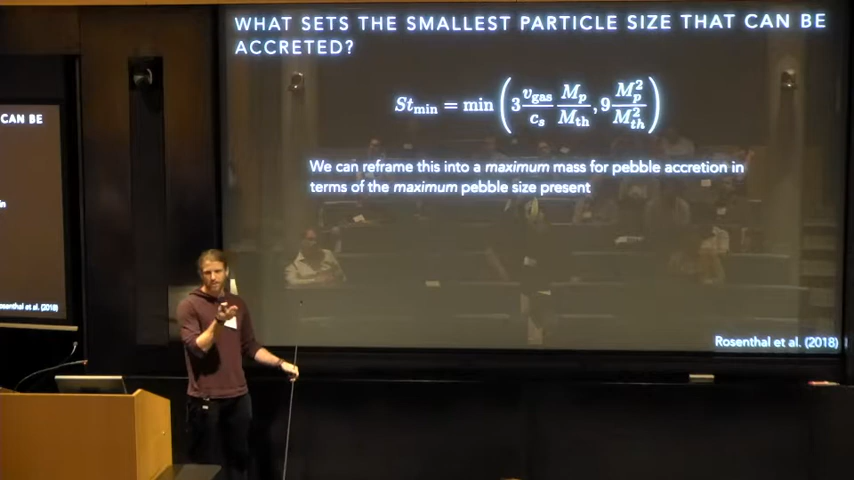 WHAT SETS THE SMALLEST PARTICLE SIZE THAT CAN BE
ACCRETED?
CAN BE
St_min = min(3 v_gas/c_s M_p/M_th, 9 M_p^2/M_th^2)
We can reframe this into a maximum mass for pebble accretion in
terms of the maximum pebble size present
Rosenthal et al. (2018)
osenthal et al. (2018)